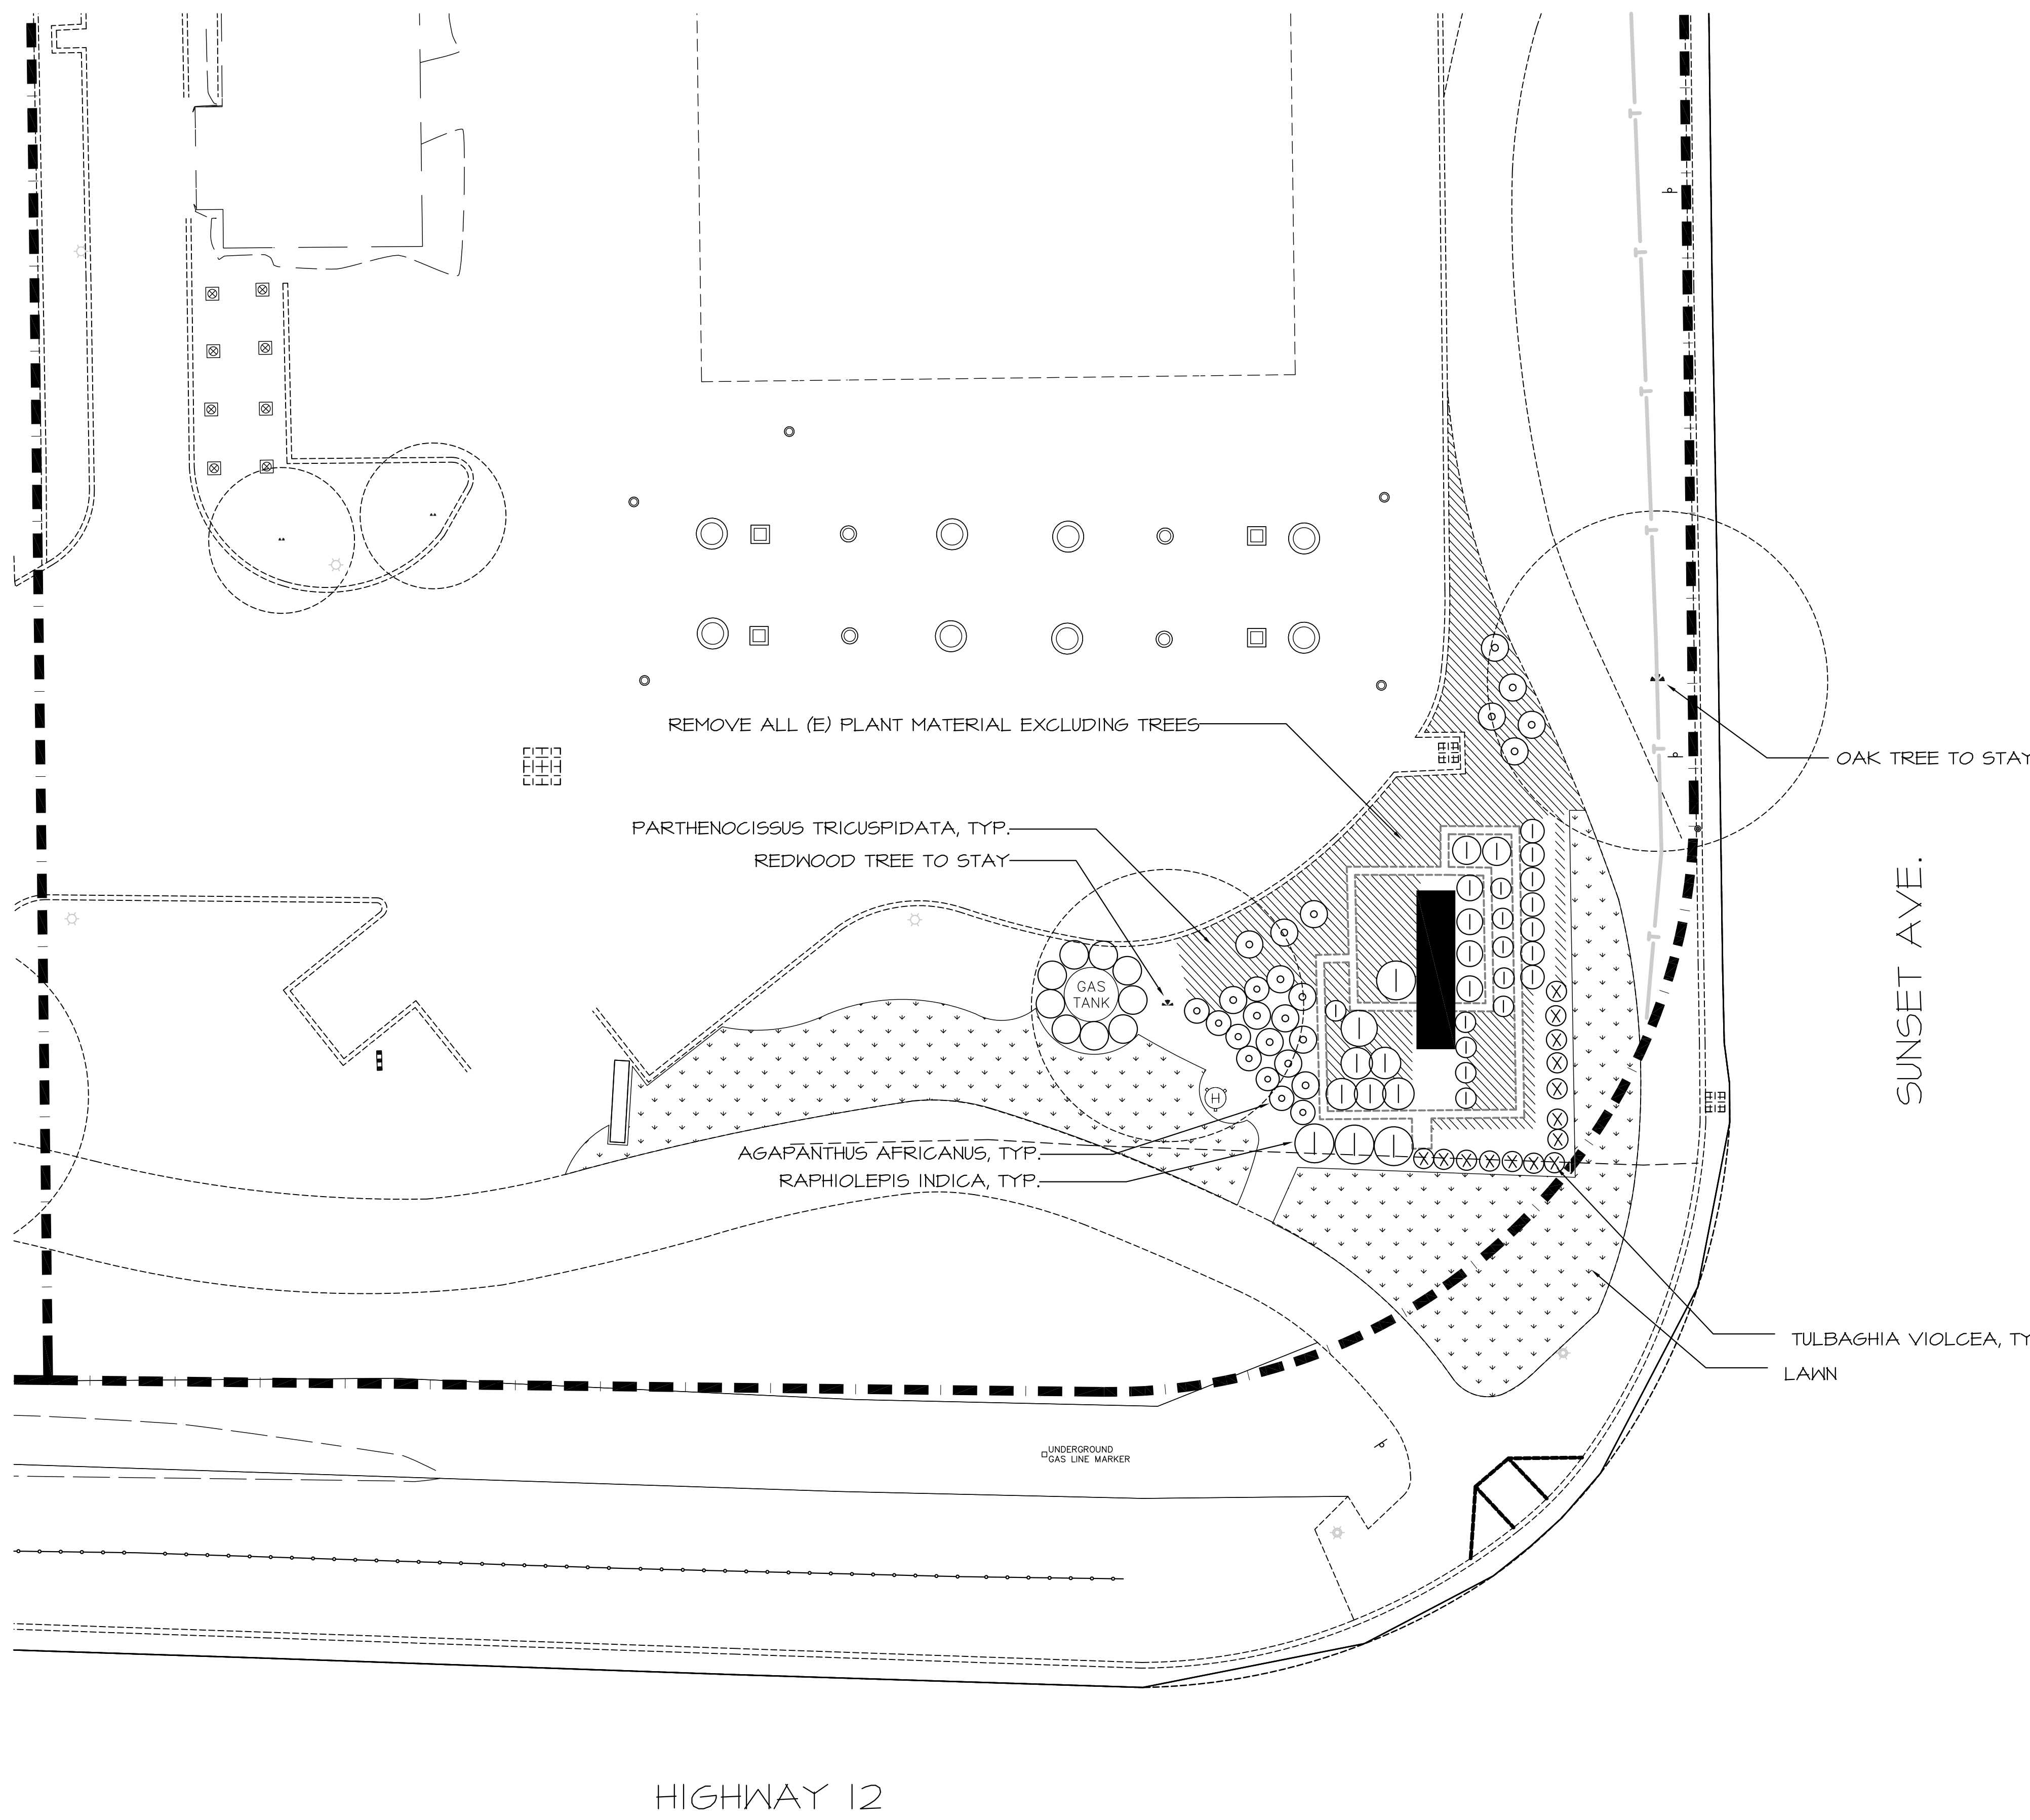 REMOVE ALL (E) PLANT MATERIAL EXCLUDING TREES
OAK TREE TO STAY
PARTHENOCISSUS TRICUSPIDATA, TYP.
REDWOOD TREE TO STAY
GAS
TANK
H
AGAPANTHUS AFRICANUS, TYP.
RAPHIOLEPIS INDICA, TYP.
SUNSET AVE.
TULBAGHIA VIOLCEA, TY
LAWN
UNDERGROUND
GAS LINE MARKER
HIGHWAY 12